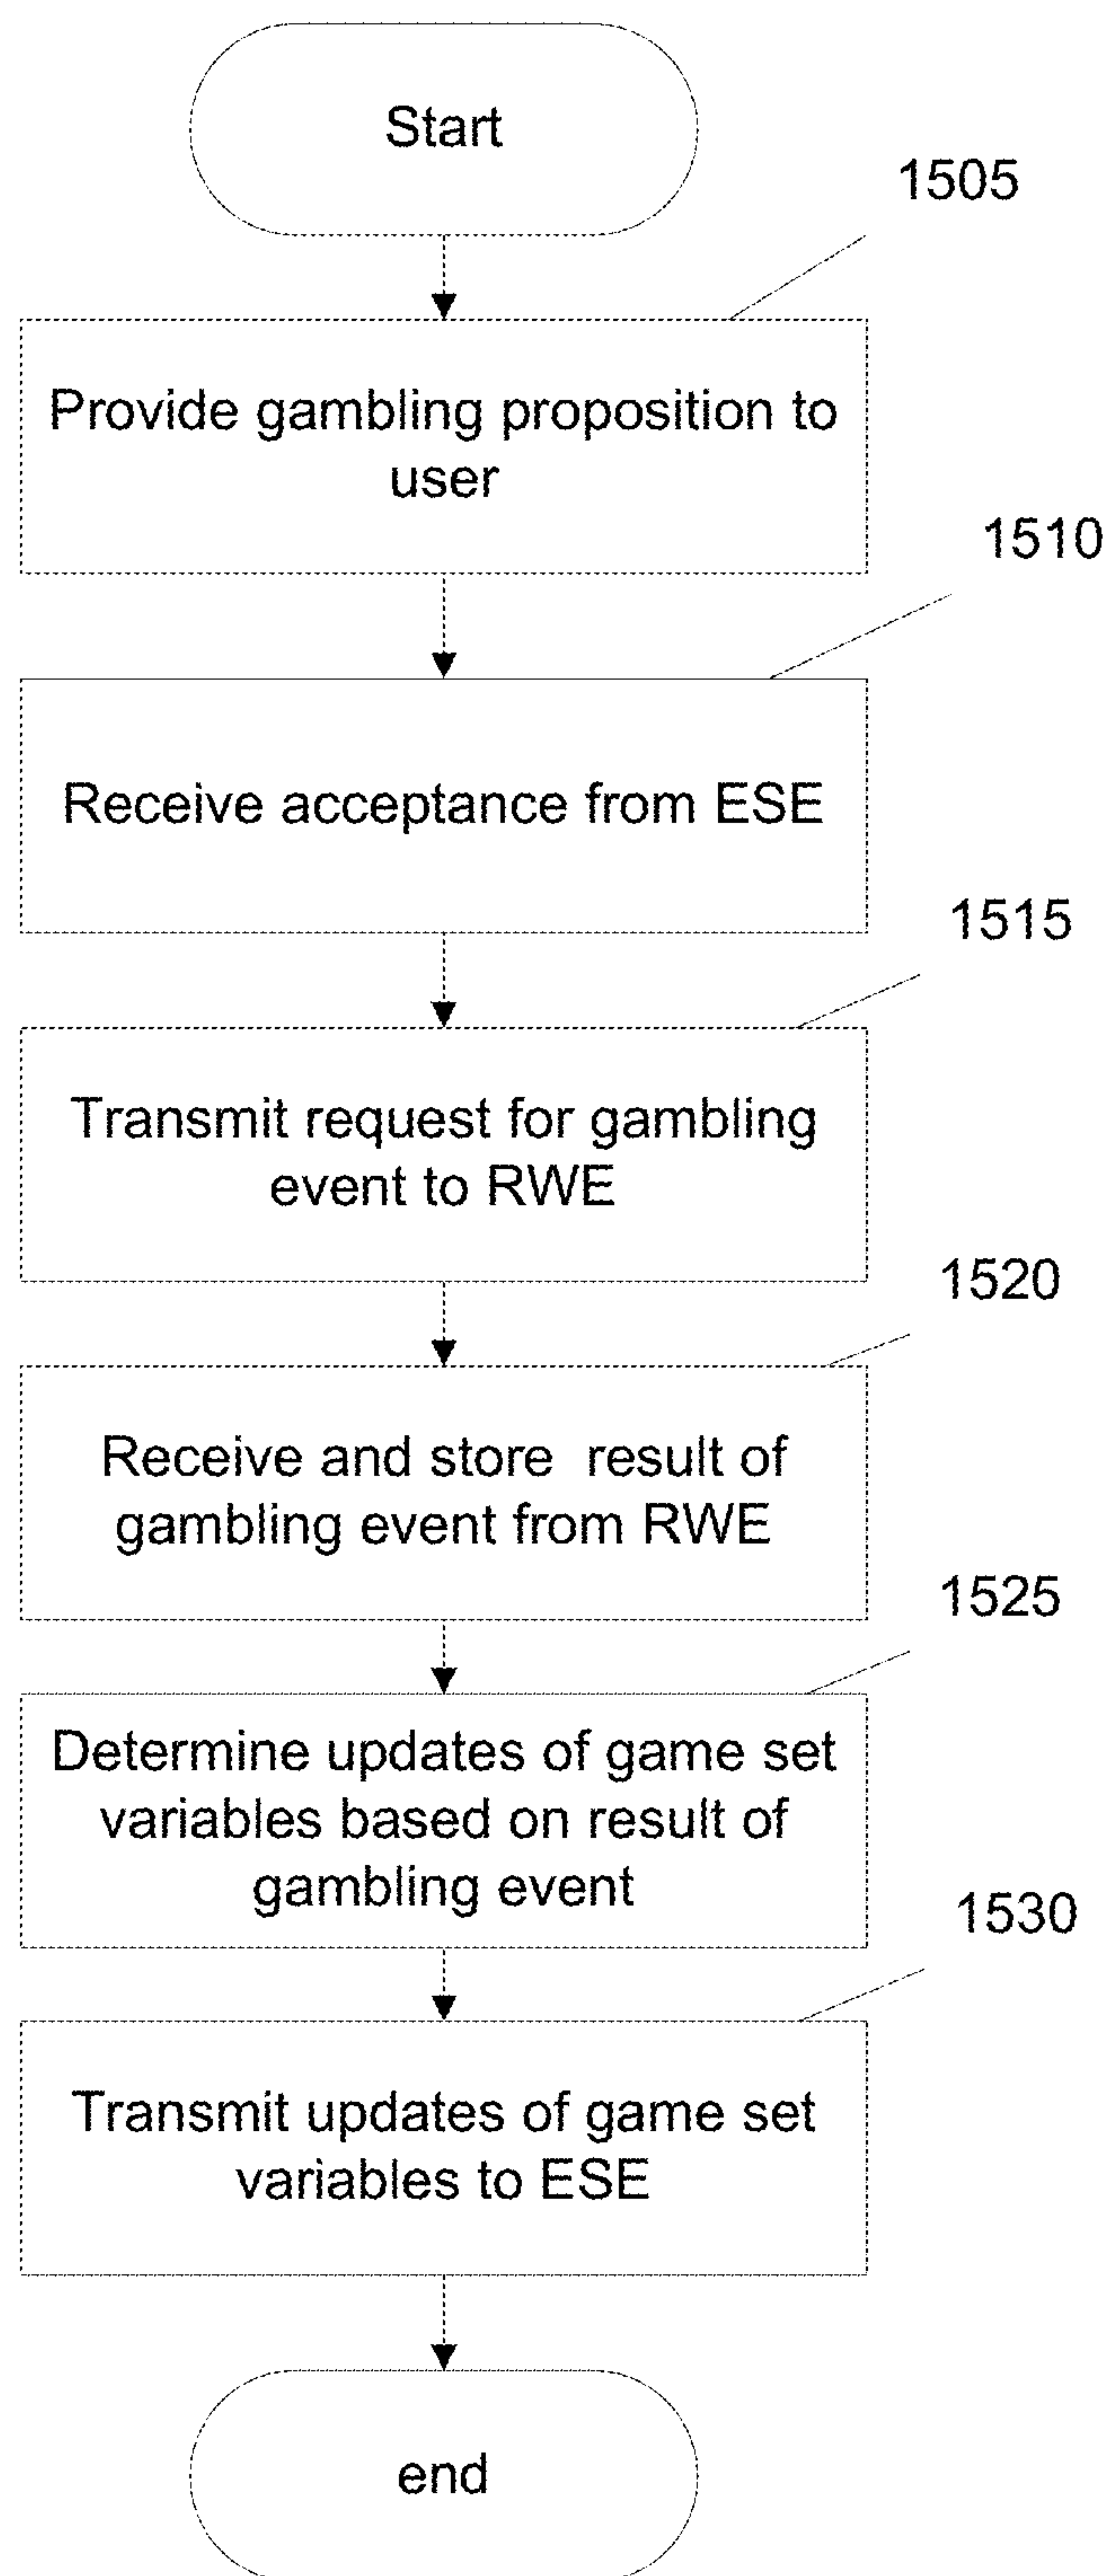 Start
1505
Provide gambling proposition to
user
1510
Receive acceptance from ESE
1515
Transmit request for gambling
event to RWE
1520
Receive and store  result of
gambling event from RWE
1525
Determine updates of game set
variables based on result of
gambling event
1530
Transmit updates of game set
variables to ESE
end